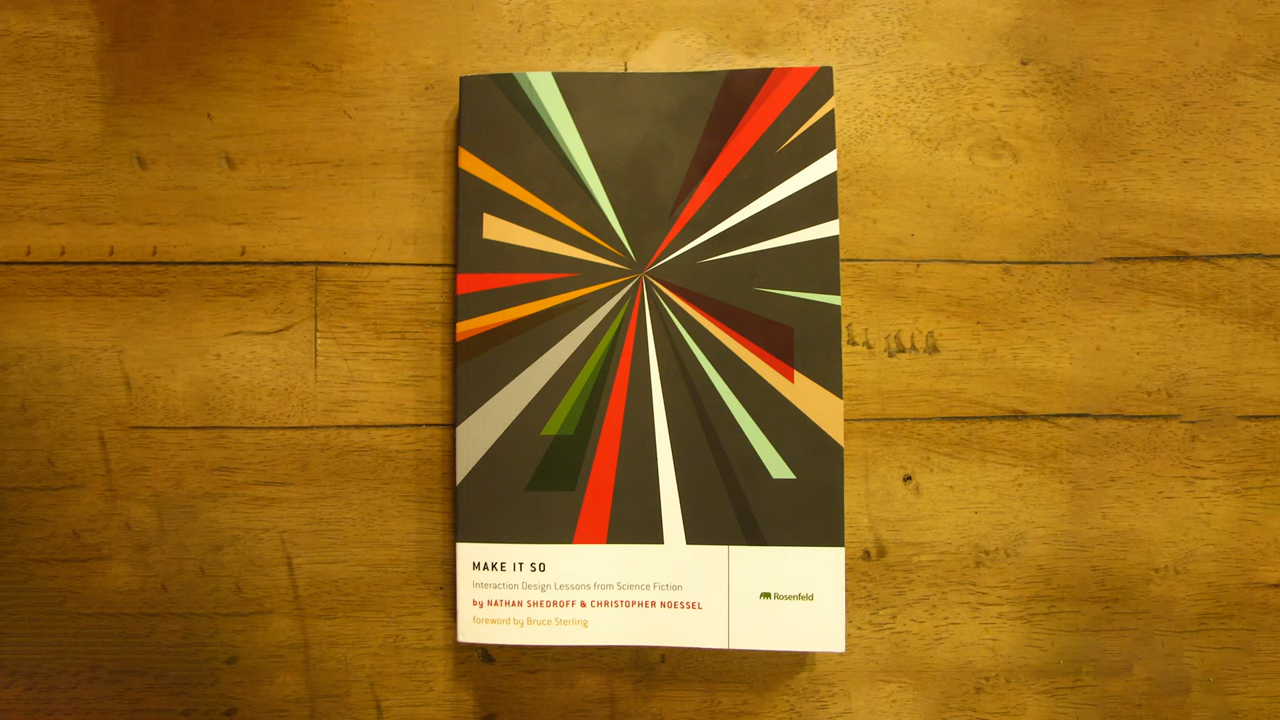 MAKE IT SO
Interaction Design Lessons from Science Fiction
by NATHAN SHEDROFF & CHRISTOPHER NOESSEL
foreword by Bruce Sterling
Rosenfeld